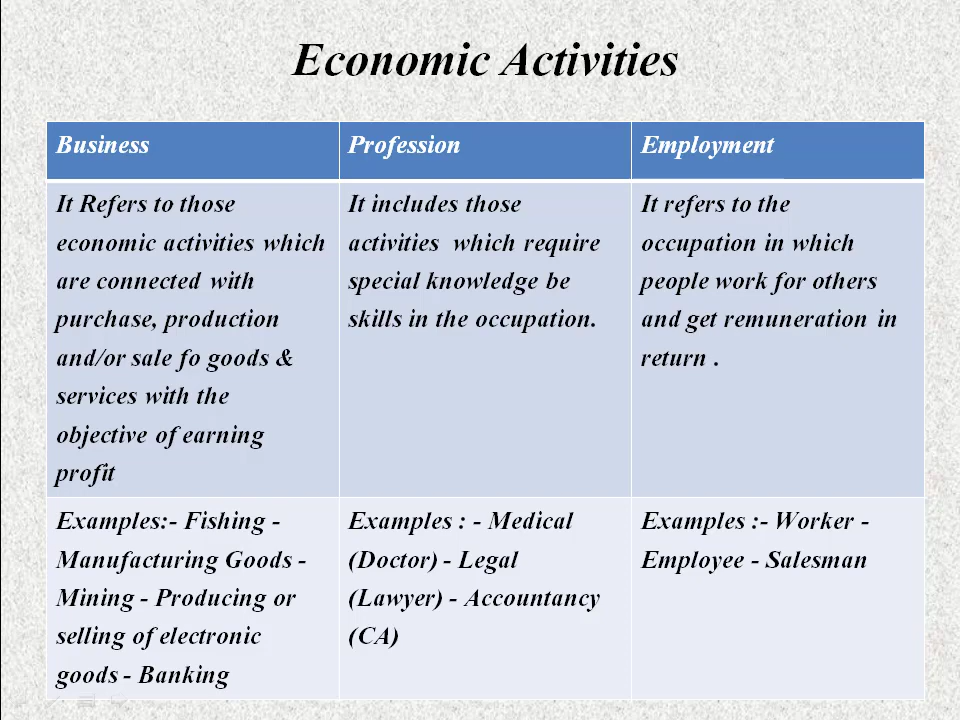 Economic Activities
Business
Profession
Employment
It Refers to those
economic activities which
are connected with
purchase, production
and/or sale fo goods &
services with the
objective of earning
profit
It includes those
activities which require
special knowledge be
skills in the occupation.
It refers to the
occupation in which
people work for others
and get remuneration in
return .
Examples:- Fishing -
Manufacturing Goods -
Mining - Producing or
selling of electronic
goods - Banking
Examples : - Medical
(Doctor) - Legal
(Lawyer) - Accountancy
(CA)
Examples :- Worker -
Employee - Salesman